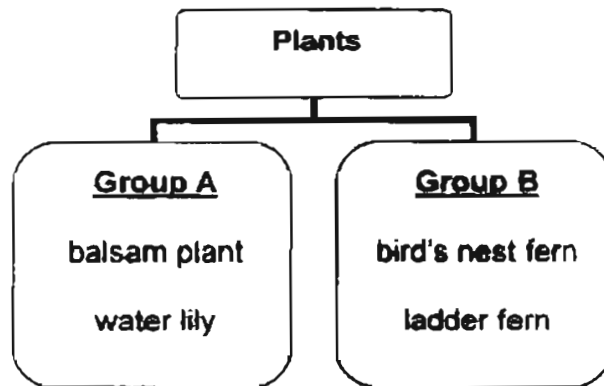 Plants
Group A
balsam plant
water lily
Group B
bird's nest fern
ladder fern